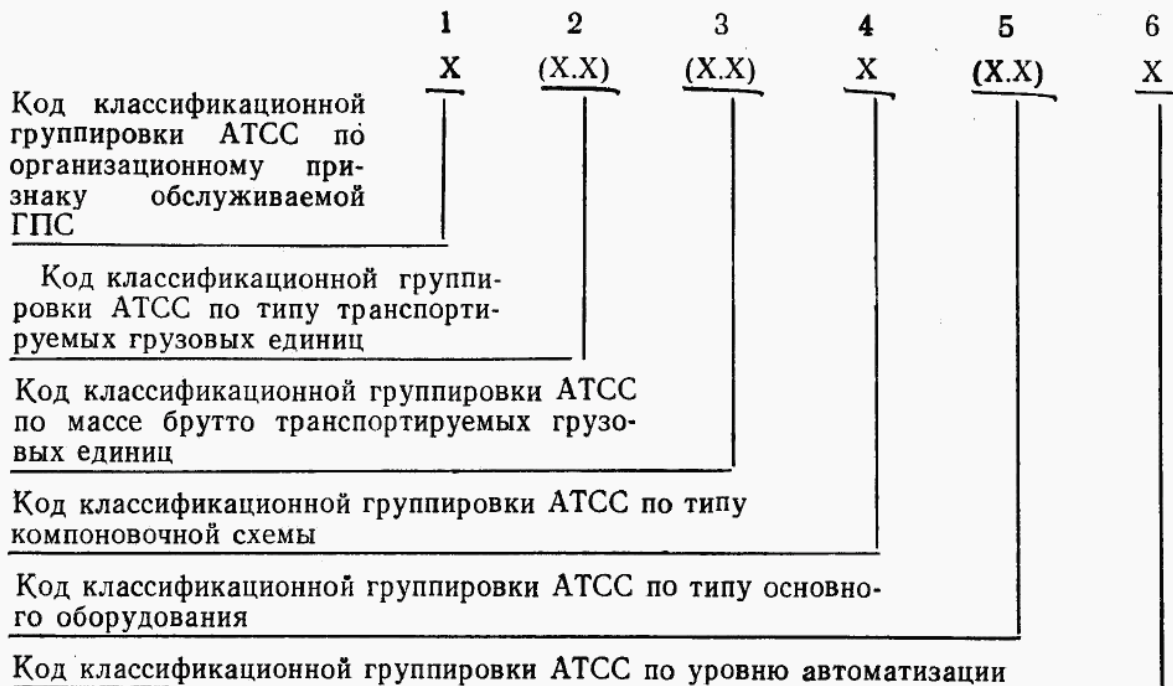 1 2 3 4 5 6
X (X.X) (X.X) X (X.X) X
Код классификационной
группировки АТСС по
организационному при-
знаку обслуживаемой
ГПС
Код классификационной группи-
ровки АТСС по типу транспорти-
руемых грузовых единиц
Код классификационной группировки АТСС
по массе брутто транспортируемых грузо-
вых единиц
Код классификационной группировки АТСС по типу
компоновочной схемы
Код классификационной группировки АТСС по типу основно-
го оборудования
Код классификационной группировки АТСС по уровню автоматизации